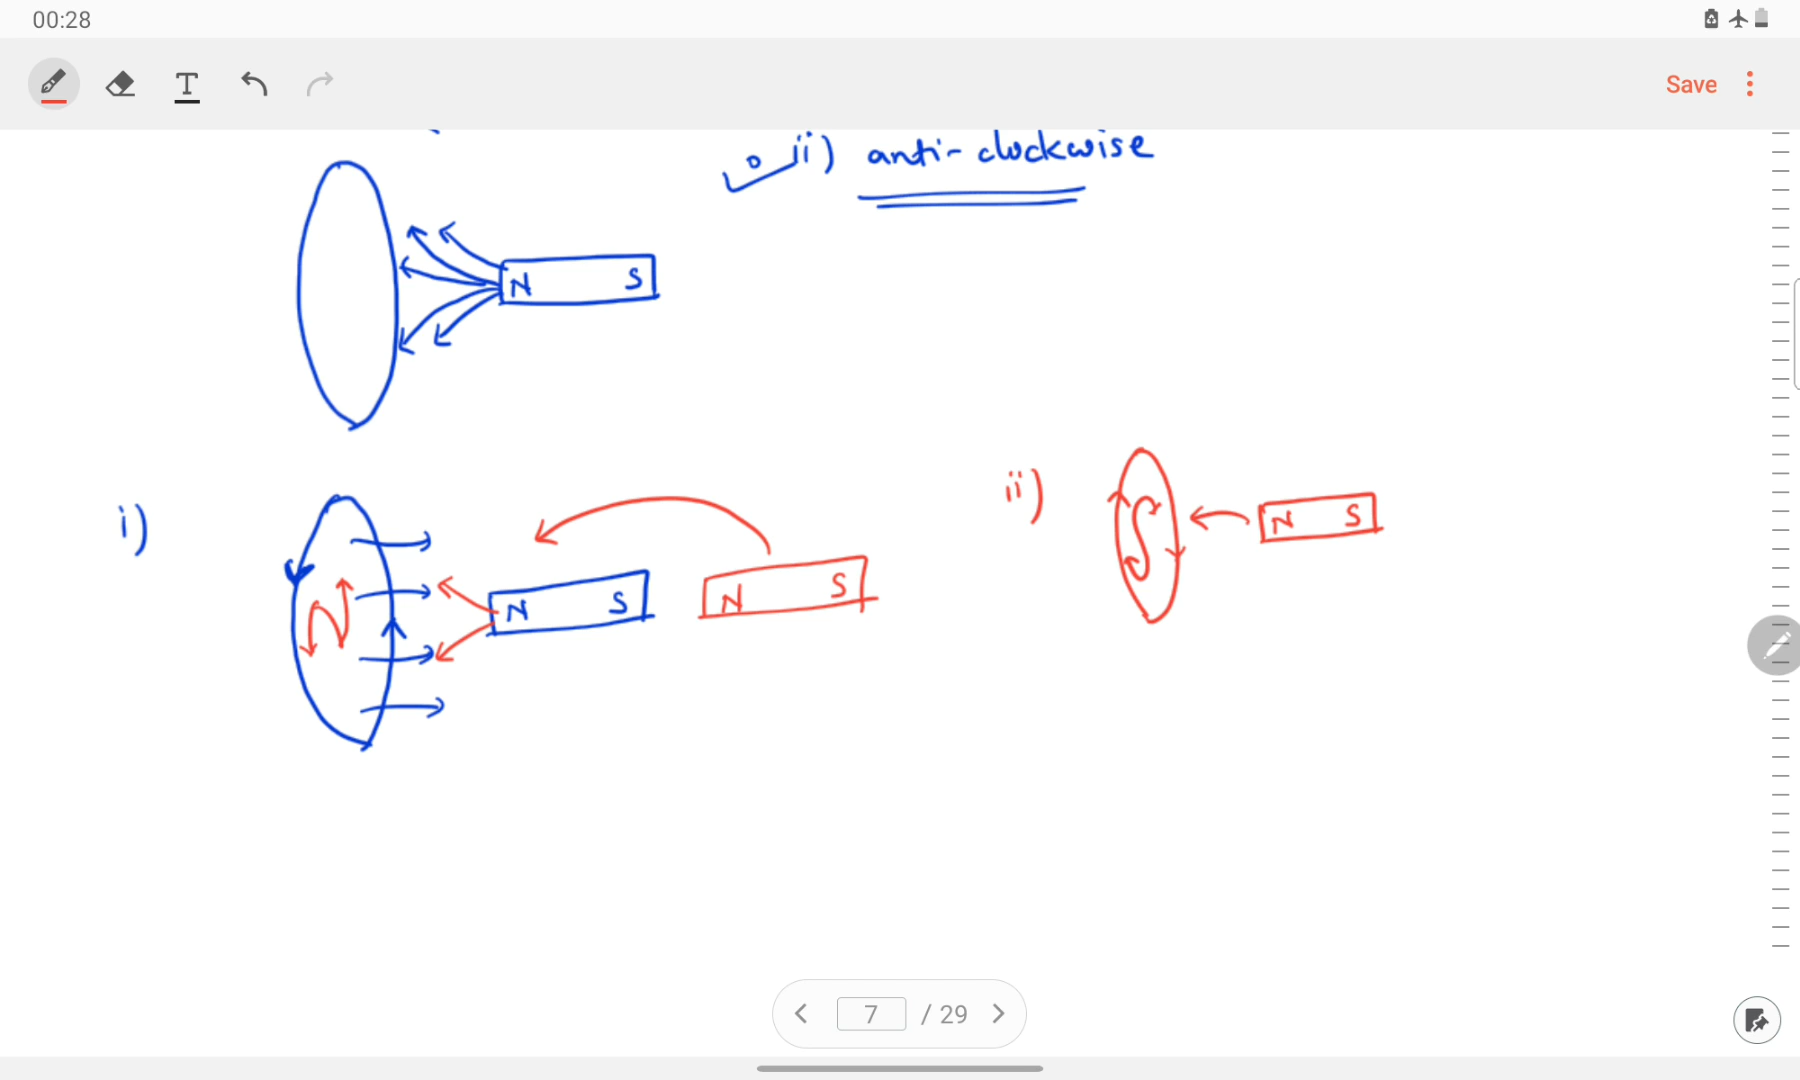 00:28
T
Save
ii) anti-clockwise
N S
i)
N
N S
N S
ii)
S
N S
7 / 29